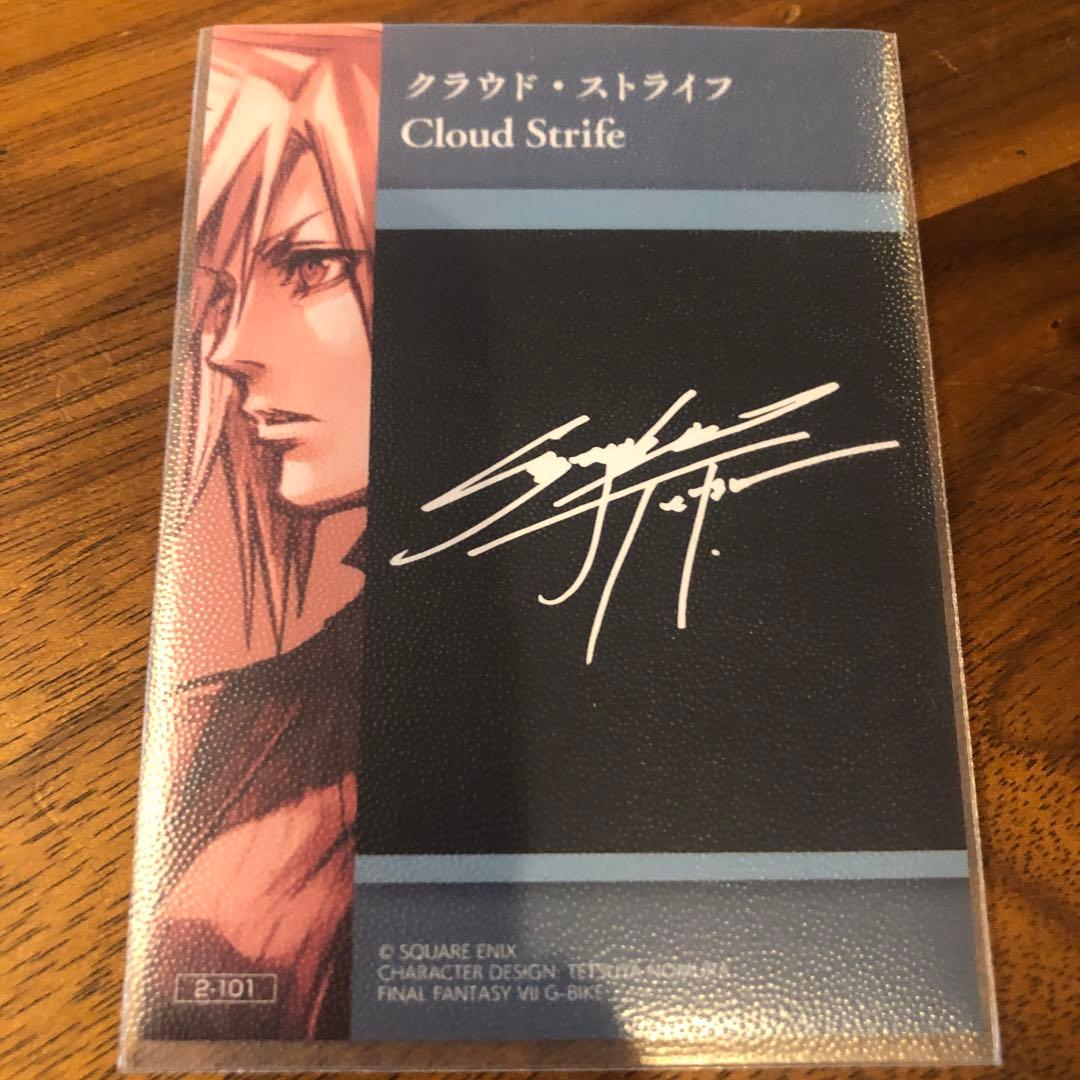 クラウド・ストライフ
Cloud Strife
© SQUARE ENIX
CHARACTER DESIGN: TETSUYA NOMURA
FINAL FANTASY VII G-BIKE
2-101